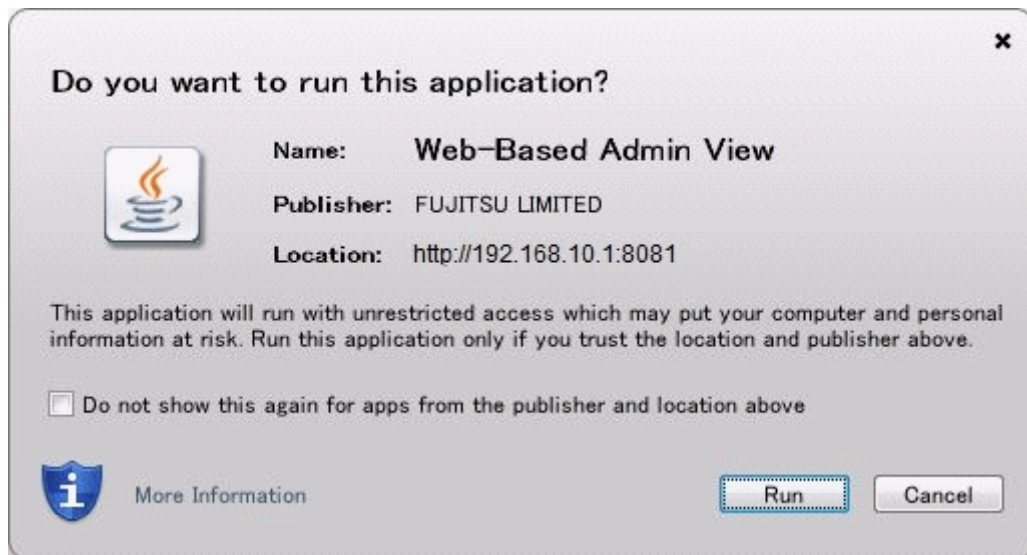 Do you want to run this application?
Name: Web-Based Admin View
Publisher: FUJITSU LIMITED
Location: http://192.168.10.1:8081
This application will run with unrestricted access which may put your computer and personal
information at risk. Run this application only if you trust the location and publisher above.
Do not show this again for apps from the publisher and location above
More Information
Run Cancel